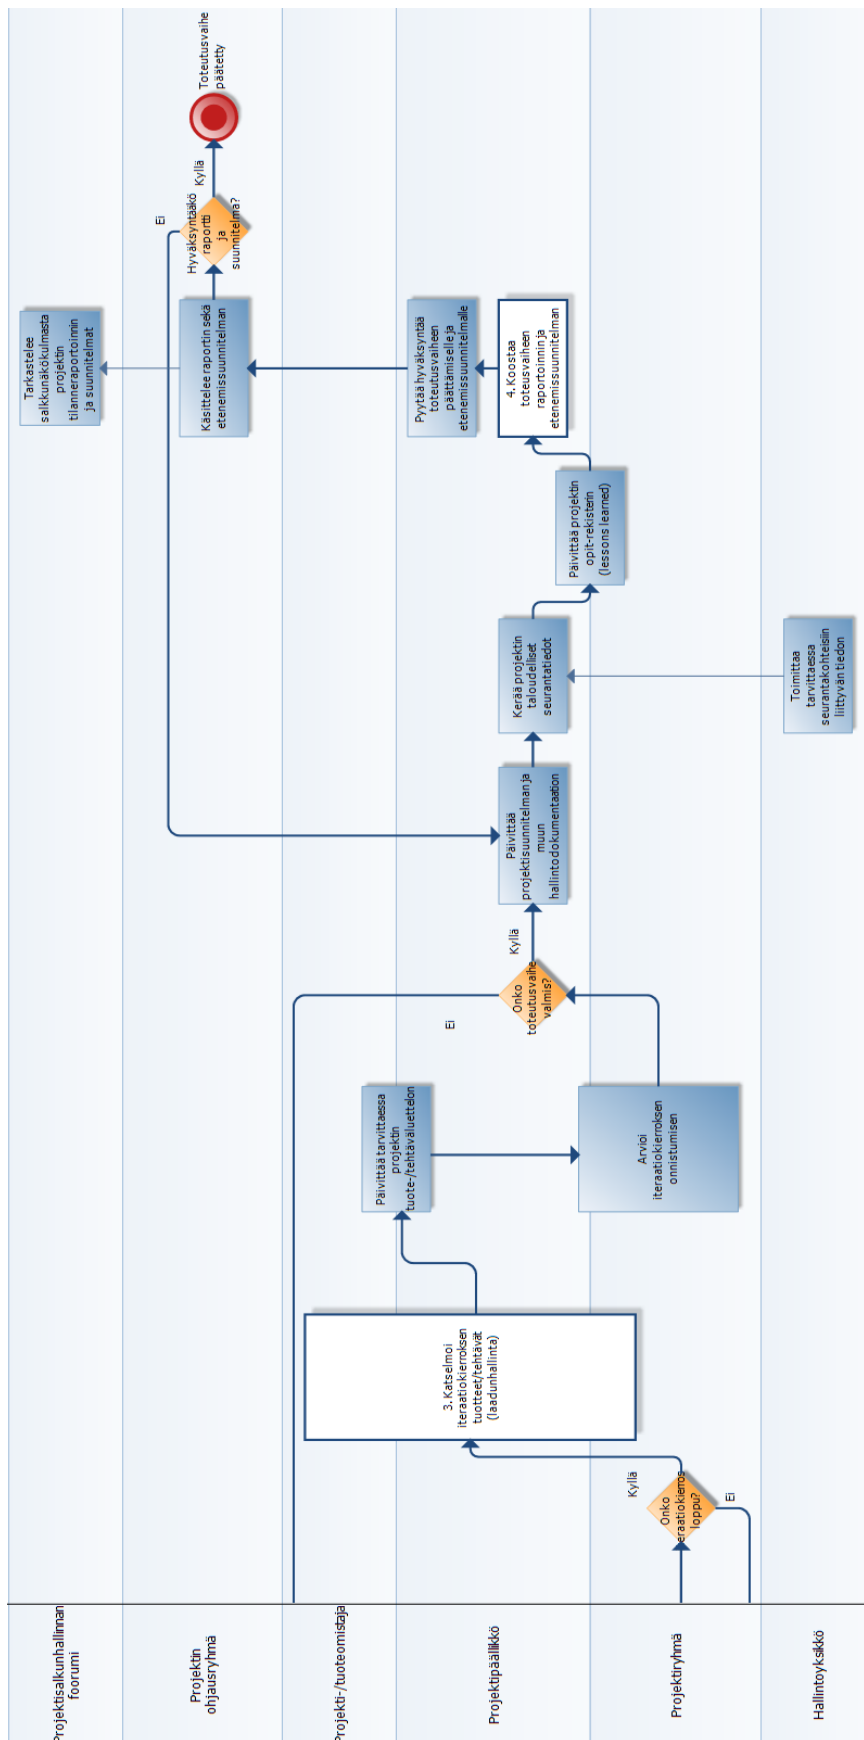 Projektisalkunhallinnan
foorumi
Projektin
ohjausryhmä
Projekti-/tuoteomistaja
Projektipäällikkö
Projektiryhmä
Hallintoyksikkö
Onko
eraatiokierros
loppu?
Kyllä
Ei
3. Katselmoi
iteraatiokierroksen
tuotteet/tehtävät
(laadunhallinta)
Päivittää tarvittaessa
projektin
tuote-/tehtäväluettelon
Arvioi
iteraatiokierroksen
onnistumisen
Onko
toteutusvaihe
valmis?
Ei
Kyllä
Päivittää
projektisuunnitelman ja
muun
hallintodokumentaation
Kerää projektin
taloudelliset
seurantatiedot
Toimittaa
tarvittaessa
seurantakohteisiin
liittyvän tiedon
Päivittää projektin
opit-rekisterin
(lessons learned)
4. Koostaa
toteusvaiheen
raportoinnin ja
etenemissuunnitelman
Pyytää hyväksyntää
toteutusvaiheen
päättämiselle ja
etenemissuunnitelmalle
Käsittelee raportin sekä
etenemissuunnitelman
Tarkastelee
salkkunäkökulmasta
projektin
tilanneraportoinnin
ja suunnitelmat
Hyväksyntääkö
raportti
ja
suunnitelma?
Ei
Kyllä
Toteutusvaihe
päätetty